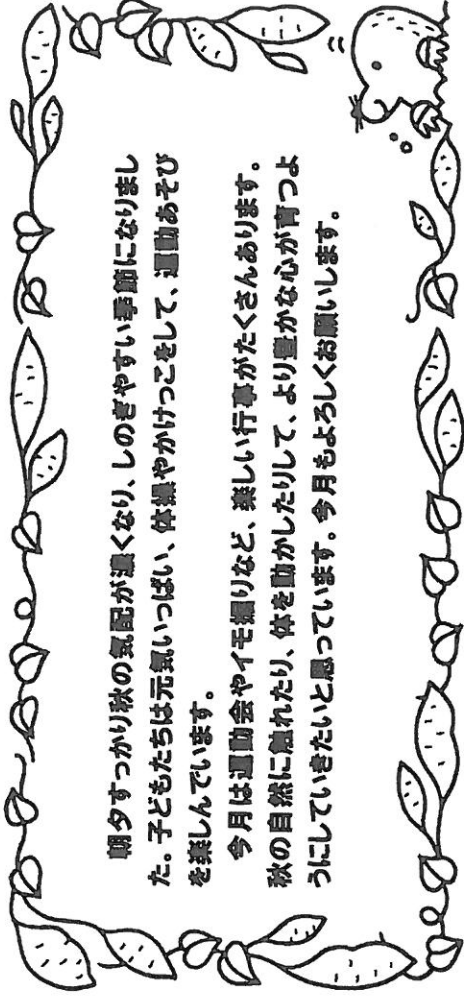 朝夕すっかり秋の気配が濃くなり、しのぎやすい季節になりまし
た。子どもたちは元気いっぱい、体操やかけっこをして、運動あそび
を楽しんでいます。
今月は運動会やイモ掘りなど、楽しい行事がたくさんあります。
秋の自然に触れたり、体を動かしたりして、より豊かな心が育つよ
うにしていきたいと思っています。今月もよろしくお願いします。